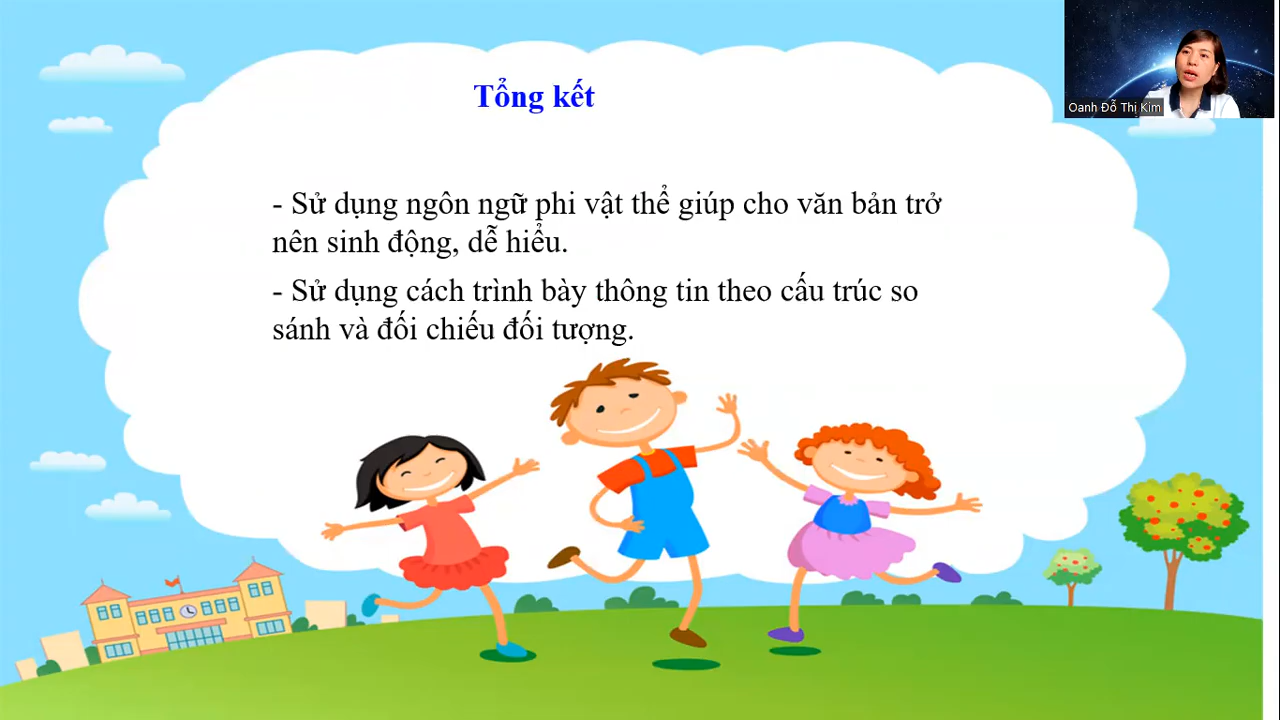 Tổng kết
Oanh Đỗ Thị Kim
- Sử dụng ngôn ngữ phi vật thể giúp cho văn bản trở
nên sinh động, dễ hiểu.
- Sử dụng cách trình bày thông tin theo cấu trúc so
sánh và đối chiếu đối tượng.